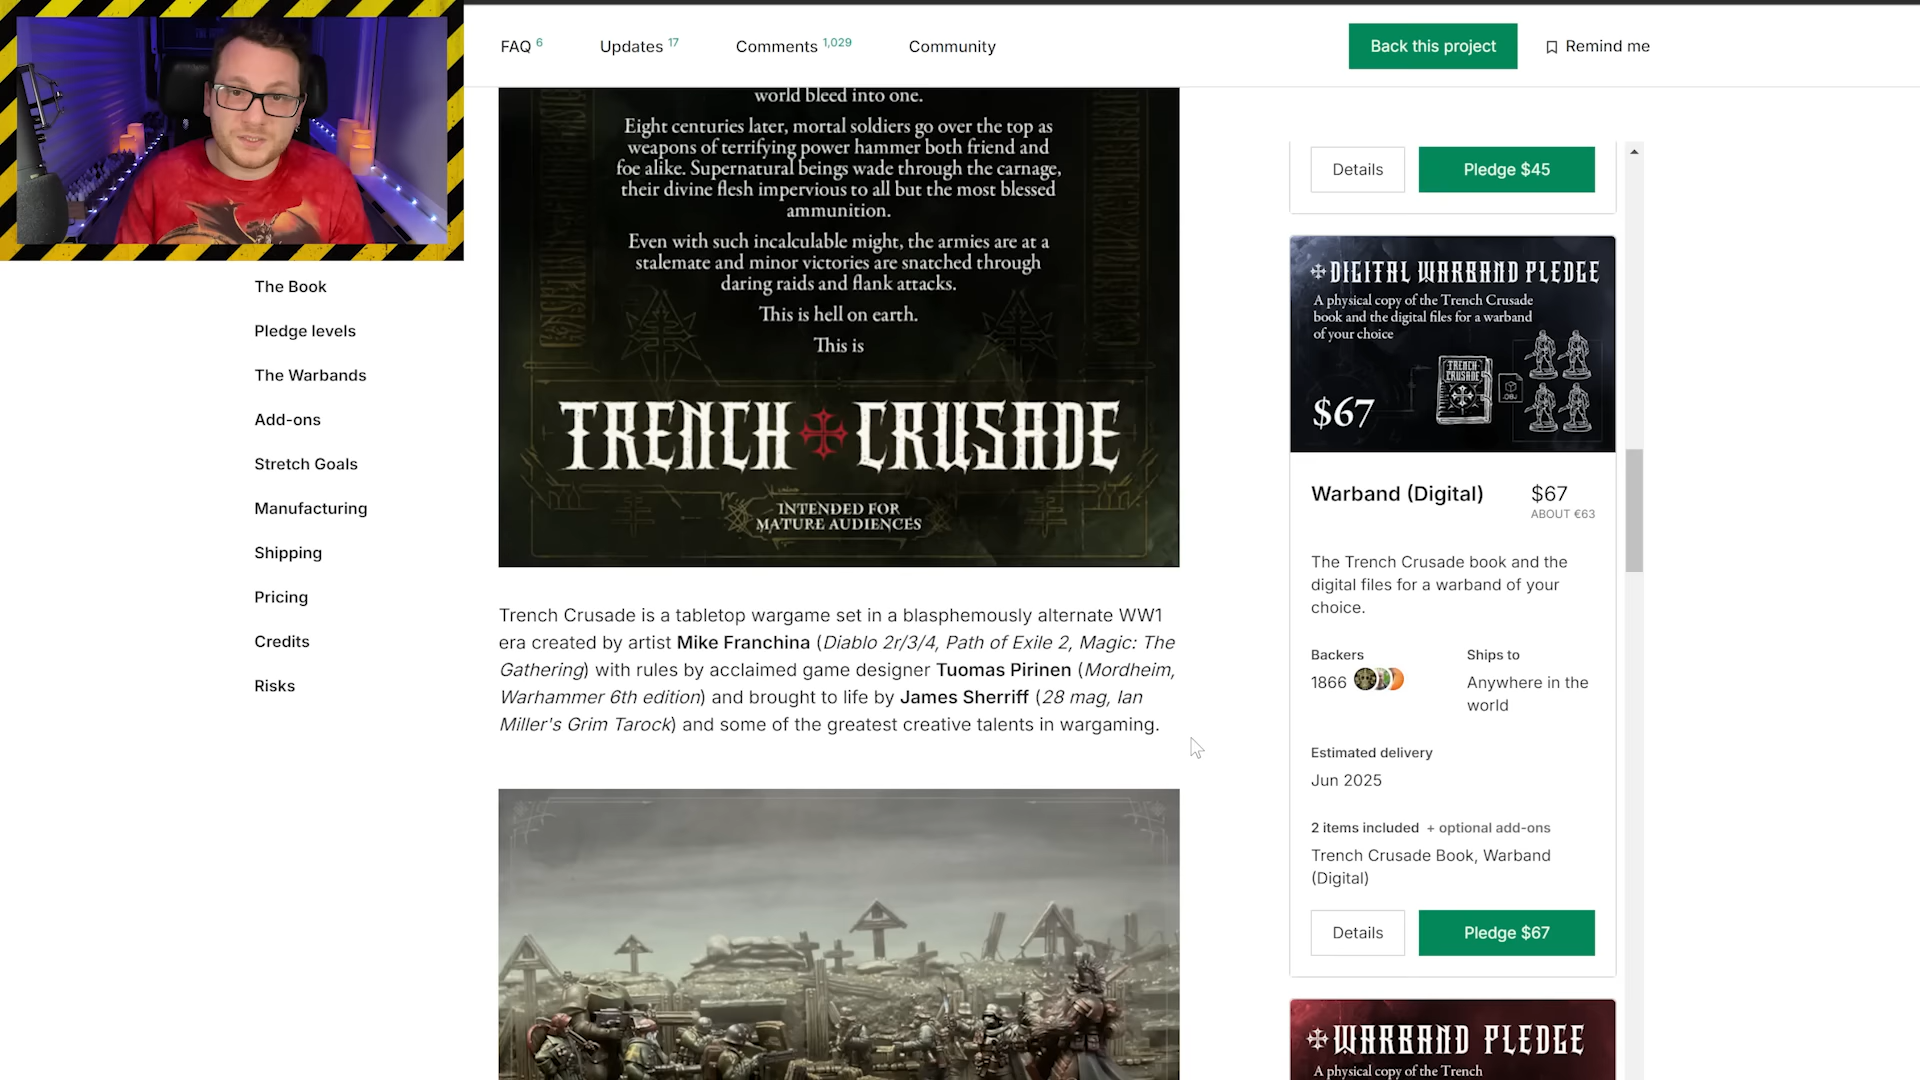 FAQ 6 Updates 17 Comments 1,029 Community Back this project Remind me
The Book
Pledge levels
The Warbands
Add-ons
Stretch Goals
Manufacturing
Shipping
Pricing
Credits
Risks
world bleed into one.
Eight centuries later, mortal soldiers go over the top as
weapons of terrifying power hammer both friend and
foe alike. Supernatural beings wade through the carnage,
their divine flesh impervious to all but the most blessed
ammunition.
Even with such incalculable might, the armies are at a
stalemate and minor victories are snatched through
daring raids and flank attacks.
This is hell on earth.
This is
TRENCH CRUSADE
INTENDED FOR
MATURE AUDIENCES
Trench Crusade is a tabletop wargame set in a blasphemously alternate WW1
era created by artist Mike Franchina (Diablo 2r/3/4, Path of Exile 2, Magic: The
Gathering) with rules by acclaimed game designer Tuomas Pirinen (Mordheim,
Warhammer 6th edition) and brought to life by James Sherriff (28 mag, Ian
Miller's Grim Tarock) and some of the greatest creative talents in wargaming.
Details Pledge $45
DIGITAL WARBAND PLEDGE
A physical copy of the Trench Crusade
book and the digital files for a warband
of your choice
TRENCH
CRUSADE
.OBJ
$67
Warband (Digital) $67
ABOUT €63
The Trench Crusade book and the
digital files for a warband of your
choice.
Backers
1866
Ships to
Anywhere in the
world
Estimated delivery
Jun 2025
2 items included + optional add-ons
Trench Crusade Book, Warband
(Digital)
Details Pledge $67
WARBAND PLEDGE
A physical copy of the Trench